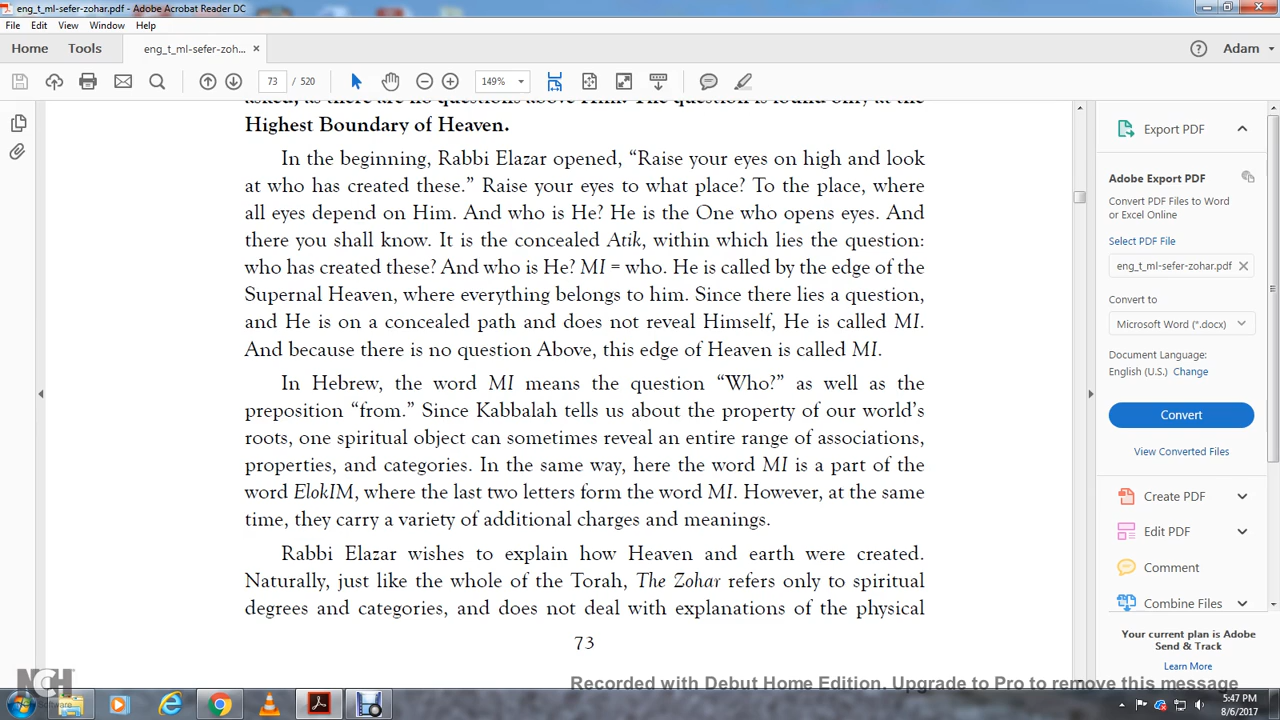 eng_t_ml-sefer-zohar.pdf - Adobe Acrobat Reader DC
File Edit View Window Help
Home Tools eng_t_ml-sefer-zoh... × Adam
73 / 520 149%
asked, as there are no questions above Him. The question is found only at the
Highest Boundary of Heaven.
In the beginning, Rabbi Elazar opened, “Raise your eyes on high and look
at who has created these.” Raise your eyes to what place? To the place, where
all eyes depend on Him. And who is He? He is the One who opens eyes. And
there you shall know. It is the concealed Atik, within which lies the question:
who has created these? And who is He? MI = who. He is called by the edge of the
Supernal Heaven, where everything belongs to him. Since there lies a question,
and He is on a concealed path and does not reveal Himself, He is called MI.
And because there is no question Above, this edge of Heaven is called MI.
In Hebrew, the word MI means the question “Who?” as well as the
preposition “from.” Since Kabbalah tells us about the property of our world’s
roots, one spiritual object can sometimes reveal an entire range of associations,
properties, and categories. In the same way, here the word MI is a part of the
word ElokIM, where the last two letters form the word MI. However, at the same
time, they carry a variety of additional charges and meanings.
Rabbi Elazar wishes to explain how Heaven and earth were created.
Naturally, just like the whole of the Torah, The Zohar refers only to spiritual
degrees and categories, and does not deal with explanations of the physical
73
Export PDF
Adobe Export PDF
Convert PDF Files to Word
or Excel Online
Select PDF File
eng_t_ml-sefer-zohar.pdf ×
Convert to
Microsoft Word (*.docx)
Document Language:
English (U.S.) Change
Convert
View Converted Files
Create PDF
Edit PDF
Comment
Combine Files
Your current plan is Adobe
Send & Track
Learn More
NCH
Software
Recorded with Debut Home Edition. Upgrade to Pro to remove this message
5:47 PM
8/6/2017